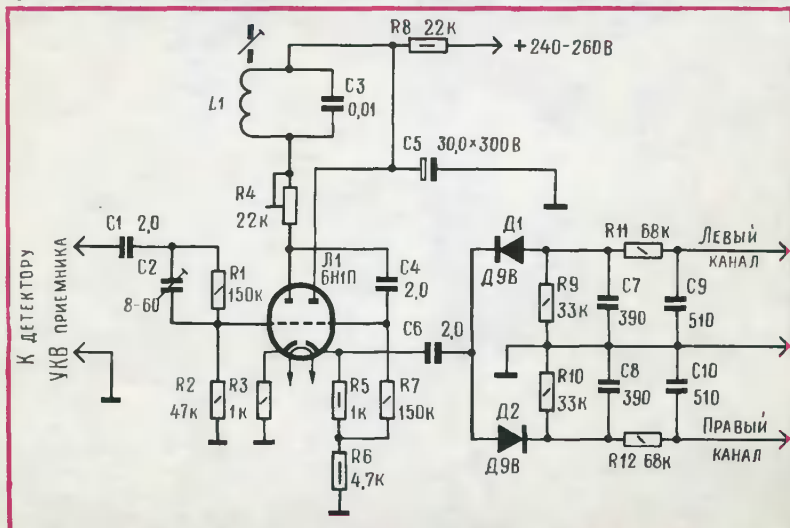 R8 22К
+240-260В
L1
C3
0,01
C5 30,0×300В
R4
22К
C1 2,0
C2
8-60
R1
150К
Л1
6Н1П
C4
2,0
C6 2,0
Д1
Д9В
R11 68К
ЛЕВЫЙ
КАНАЛ
R9
33К
C7
390
C9
510
К ДЕТЕКТОРУ
УКВ ПРИЕМНИКА
R2
47К
R3
1К
R5
1К
R7
150К
R6
4,7К
R10
33К
C8
390
C10
510
Д2
Д9В
R12 68К
ПРАВЫЙ
КАНАЛ